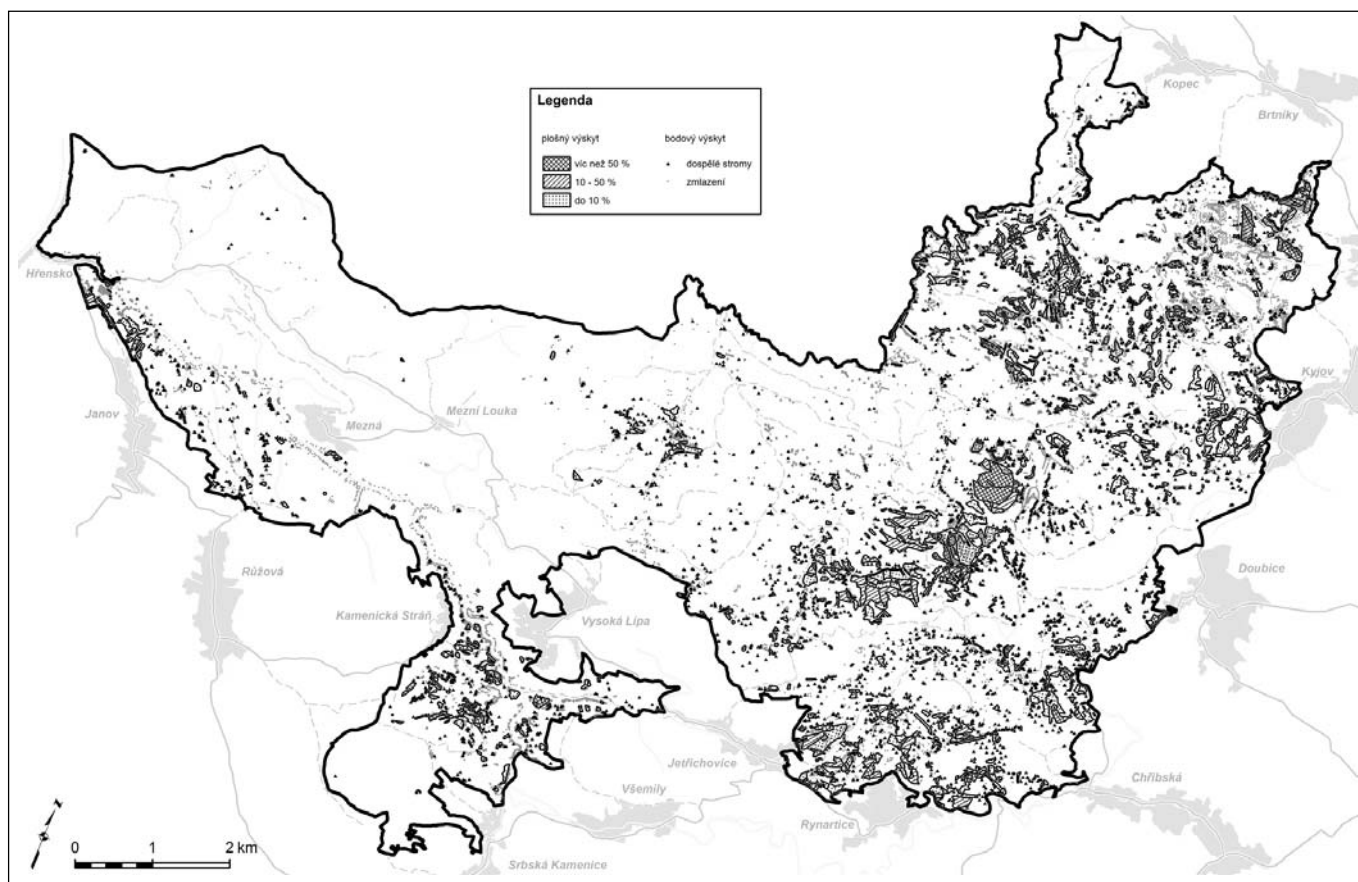 Kopec
Brtníky
Legenda
plošný výskyt
bodový výskyt
víc než 50 %
dospělé stromy
10 - 50 %
zmlazení
do 10 %
Hřensko
Kyjov
Janov
Mezní Louka
Mezná
Doubice
Růžová
Kamenická Stráň
Vysoká Lípa
Jetřichovice
Chřibská
Všemily
Rynartice
N
0 1 2 km
Srbská Kamenice